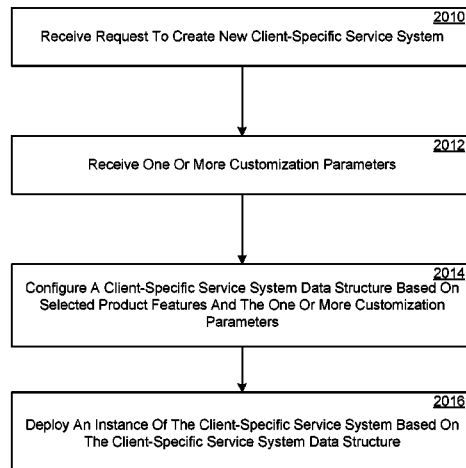 2010
Receive Request To Create New Client-Specific Service System
2012
Receive One Or More Customization Parameters
2014
Configure A Client-Specific Service System Data Structure Based On
Selected Product Features And The One Or More Customization
Parameters
2016
Deploy An Instance Of The Client-Specific Service System Based On
The Client-Specific Service System Data Structure